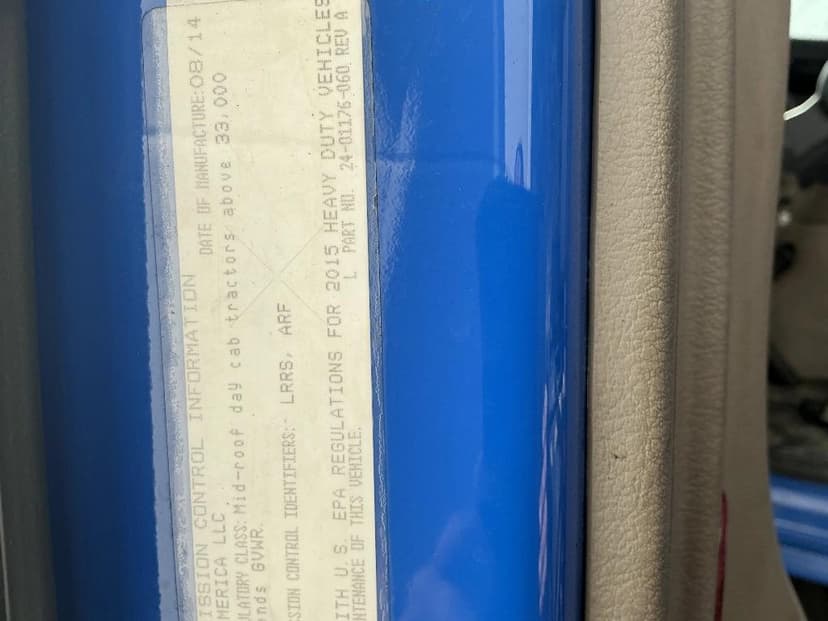 ISSION CONTROL INFORMATION DATE OF MANUFACTURE: 08/14
MERICA LLC
ULATORY CLASS: Mid-roof day cab tractors above 33,000
nds GVWR.
SSION CONTROL IDENTIFIERS: LRRS, ARF
ITH U.S. EPA REGULATIONS FOR 2015 HEAVY DUTY VEHICLES
NTENANCE OF THIS VEHICLE. L PART NO. 24-01176-060 REV A